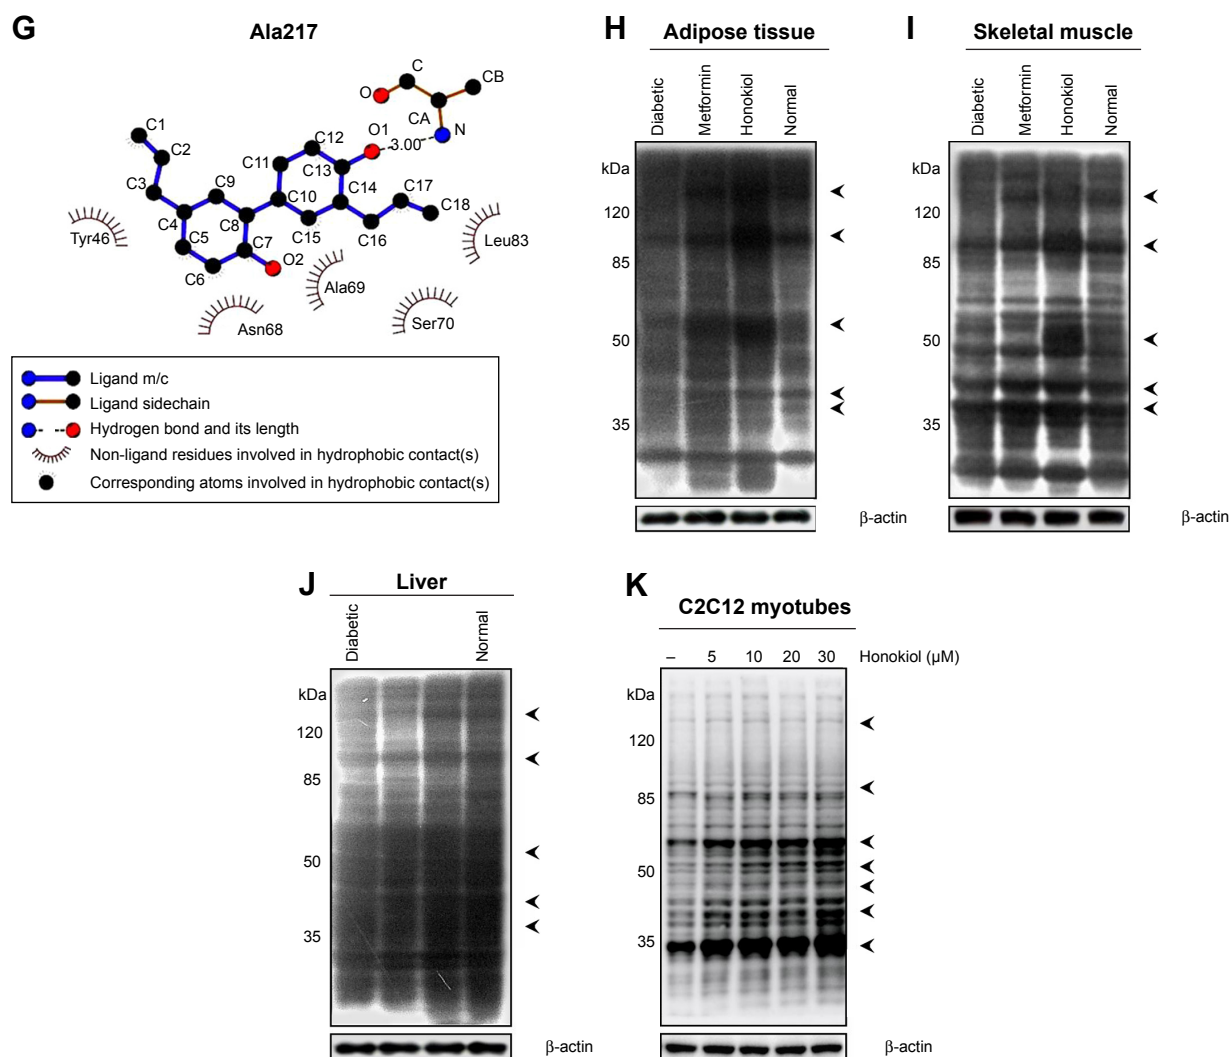 G
Ala217
C
CB
O
CA
N
O1
3.00
C1
C2
C3
C4
C5
C6
C7
C8
C9
C10
C11
C12
C13
C14
C15
C16
C17
C18
O2
Tyr46
Asn68
Ala69
Ser70
Leu83
Ligand m/c
Ligand sidechain
Hydrogen bond and its length
Non-ligand residues involved in hydrophobic contact(s)
Corresponding atoms involved in hydrophobic contact(s)
H
Adipose tissue
Diabetic Metformin Honokiol Normal
kDa
120
85
50
35
β-actin
I
Skeletal muscle
Diabetic Metformin Honokiol Normal
kDa
120
85
50
35
β-actin
J
Liver
Diabetic Normal
kDa
120
85
50
35
β-actin
K
C2C12 myotubes
– 5 10 20 30 Honokiol (µM)
kDa
120
85
50
35
β-actin